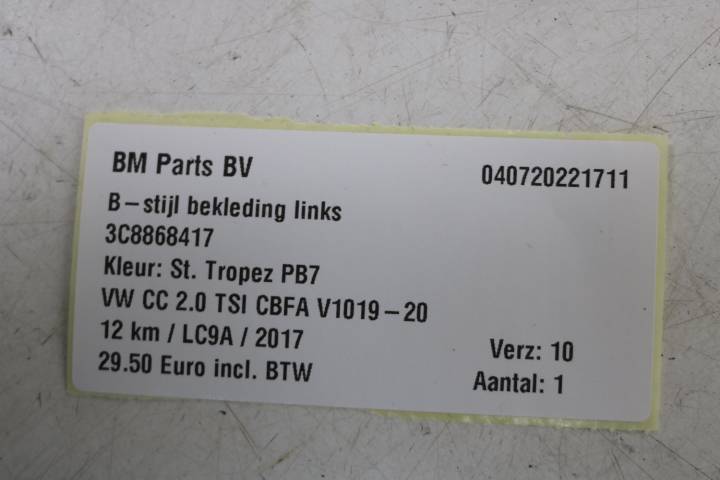 BM Parts BV 040720221711
B-stijl bekleding links
3C8868417
Kleur: St. Tropez PB7
VW CC 2.0 TSI CBFA V1019-20
12 km / LC9A / 2017 Verz: 10
29.50 Euro incl. BTW Aantal: 1